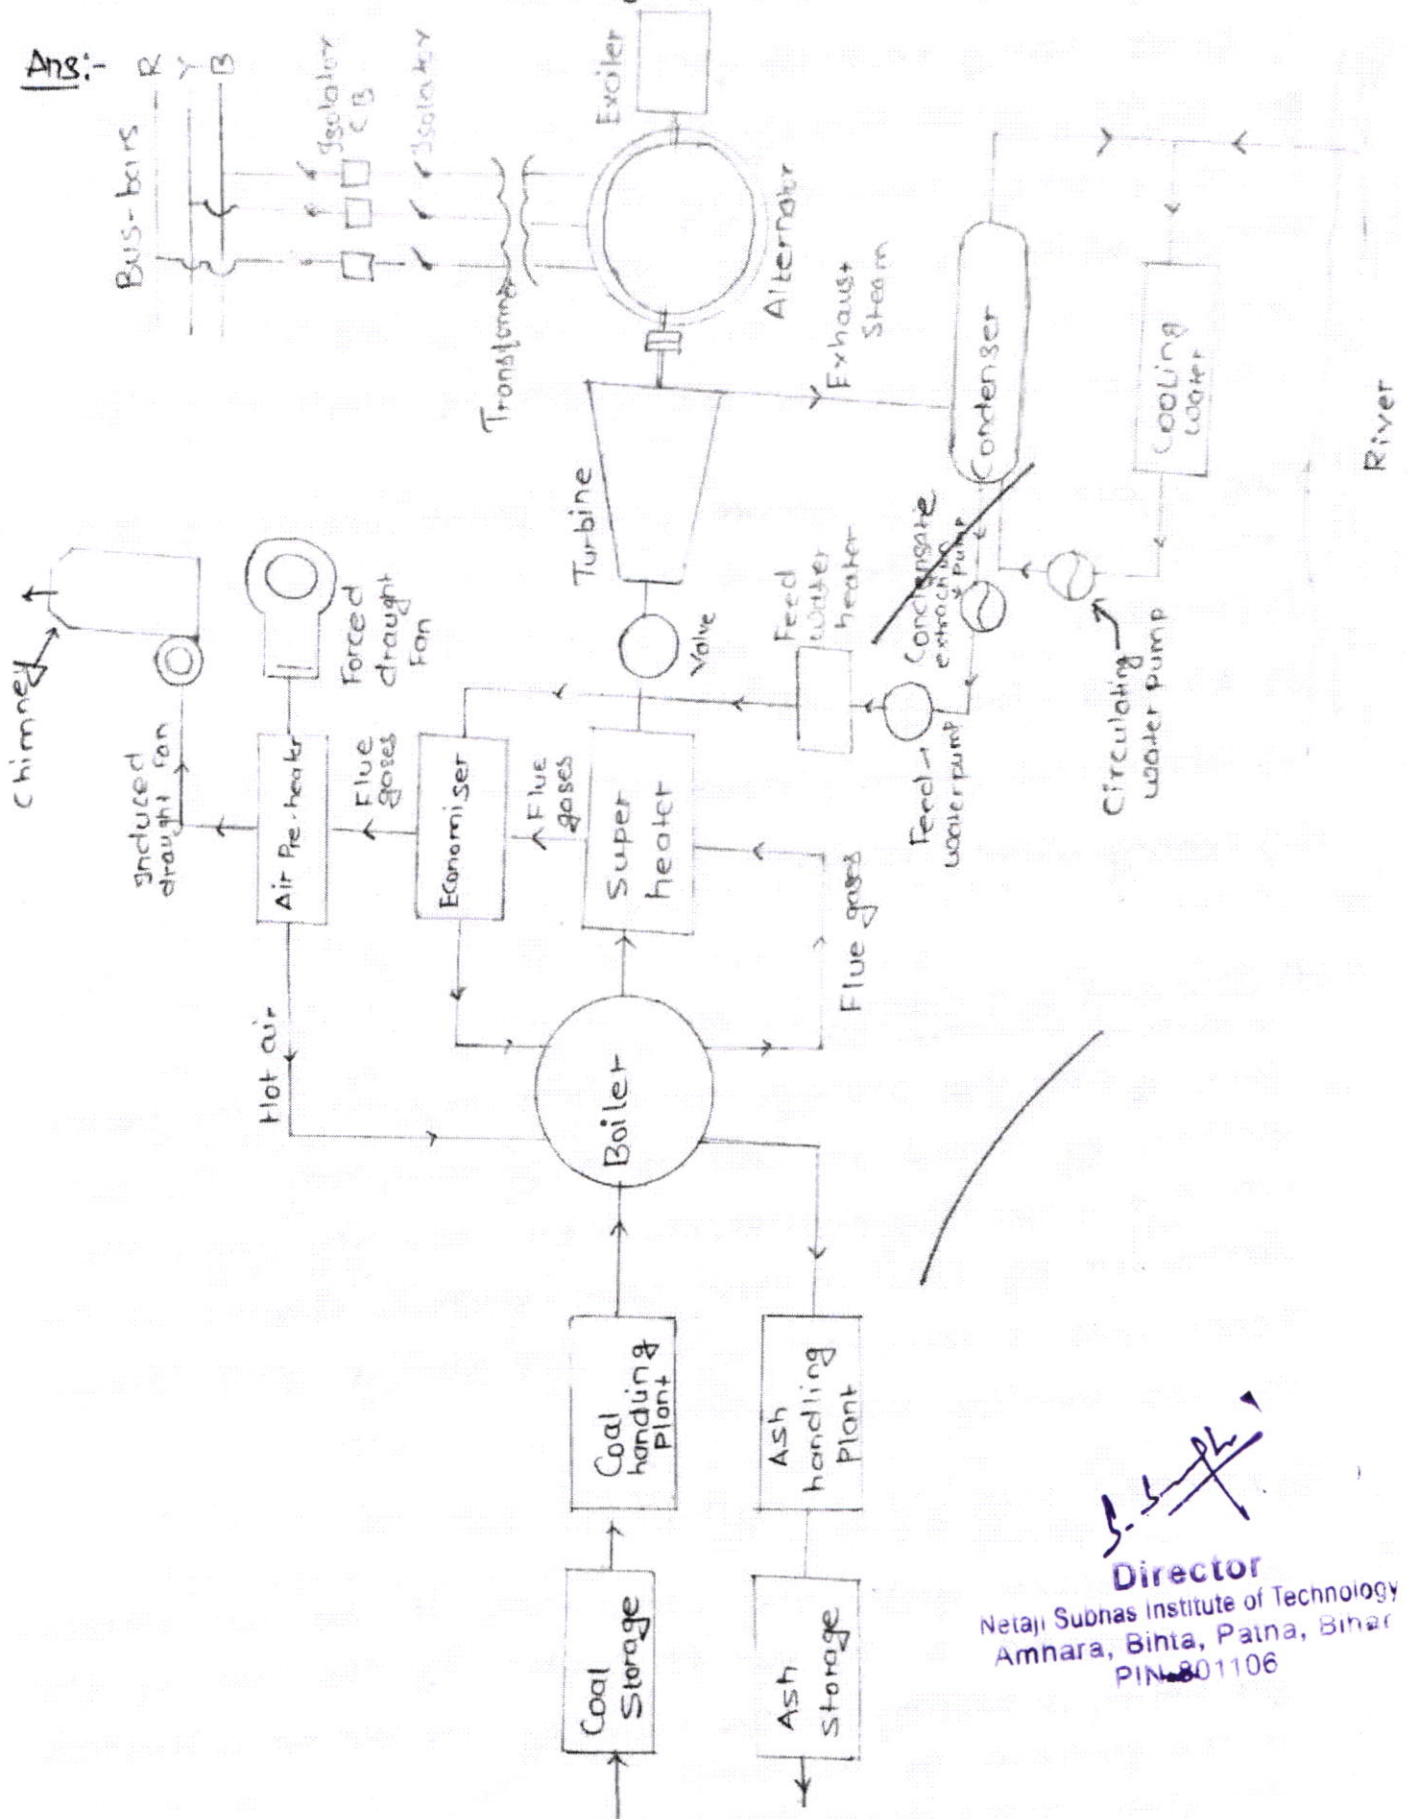 Ans:-
R
Y
B
Bus-bars
Isolator
CB
Isolator
Transformer
Exciter
Alternator
Exhaust
Steam
Condenser
Cooling
Water
River
Turbine
Valve
Feed
water
heater
Condensate
extraction
pump
Feed
water pump
Circulating
water pump
Chimney
Induced
draught fan
Forced
draught
Fan
Air Pre-heater
Flue
gases
Economiser
Flue
gases
Super
heater
Flue gases
Hot air
Boiler
Coal
handling
Plant
Ash
handling
Plant
Coal
Storage
Ash
Storage
Director
Netaji Subhas Institute of Technology
Amhara, Bihta, Patna, Bihar
PIN-801106